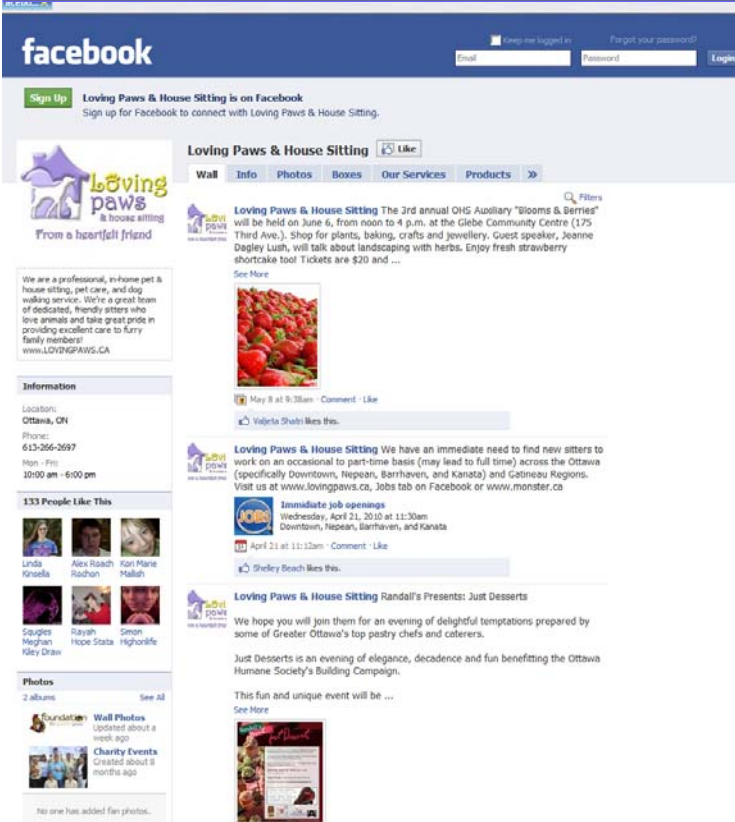 facebook
Keep me logged in
Forgot your password?
Email
Password
Login
Sign Up
Loving Paws & House Sitting is on Facebook
Sign up for Facebook to connect with Loving Paws & House Sitting.
Loving
paws
& house sitting
From a heartfelt friend
Loving Paws & House Sitting
Like
Wall Info Photos Boxes Our Services Products »
Filters
We are a professional, in-home pet &
house sitting, pet care, and dog
walking service. We're a great team
of dedicated, friendly sitters who
love animals and take great pride in
providing excellent care to furry
family members!
www.LOVINGPAWS.CA
Information
Location:
Ottawa, ON
Phone:
613-266-2697
Mon - Fri:
10:00 am - 6:00 pm
133 People Like This
Linda
Kinsella
Alex Roach
Rochon
Kori Marie
Mallish
Squgles
Meghan
Kiley Draw
Rayah
Hope Stata
Simon
Highonlife
Photos
2 albums
See All
foundation
Wall Photos
Updated about a
week ago
Charity Events
Created about 8
months ago
No one has added fan photos.
Loving Paws & House Sitting The 3rd annual OHS Auxiliary "Blooms & Berries"
will be held on June 6, from noon to 4 p.m. at the Glebe Community Centre (175
Third Ave.). Shop for plants, baking, crafts and jewellery. Guest speaker, Jeanne
Dagley Lush, will talk about landscaping with herbs. Enjoy fresh strawberry
shortcake too! Tickets are $20 and ...
See More
May 8 at 9:38am · Comment · Like
Valjeta Shatri likes this.
Loving Paws & House Sitting We have an immediate need to find new sitters to
work on an occasional to part-time basis (may lead to full time) across the Ottawa
(specifically Downtown, Nepean, Barrhaven, and Kanata) and Gatineau Regions.
Visit us at www.lovingpaws.ca, Jobs tab on Facebook or www.monster.ca
JOBS
Immidiate job openings
Wednesday, April 21, 2010 at 11:30am
Downtown, Nepean, Barrhaven, and Kanata
April 21 at 11:12am · Comment · Like
Shelley Beach likes this.
Loving Paws & House Sitting Randall's Presents: Just Desserts
We hope you will join them for an evening of delightful temptations prepared by
some of Greater Ottawa's top pastry chefs and caterers.
Just Desserts is an evening of elegance, decadence and fun benefitting the Ottawa
Humane Society's Building Campaign.
This fun and unique event will be ...
See More